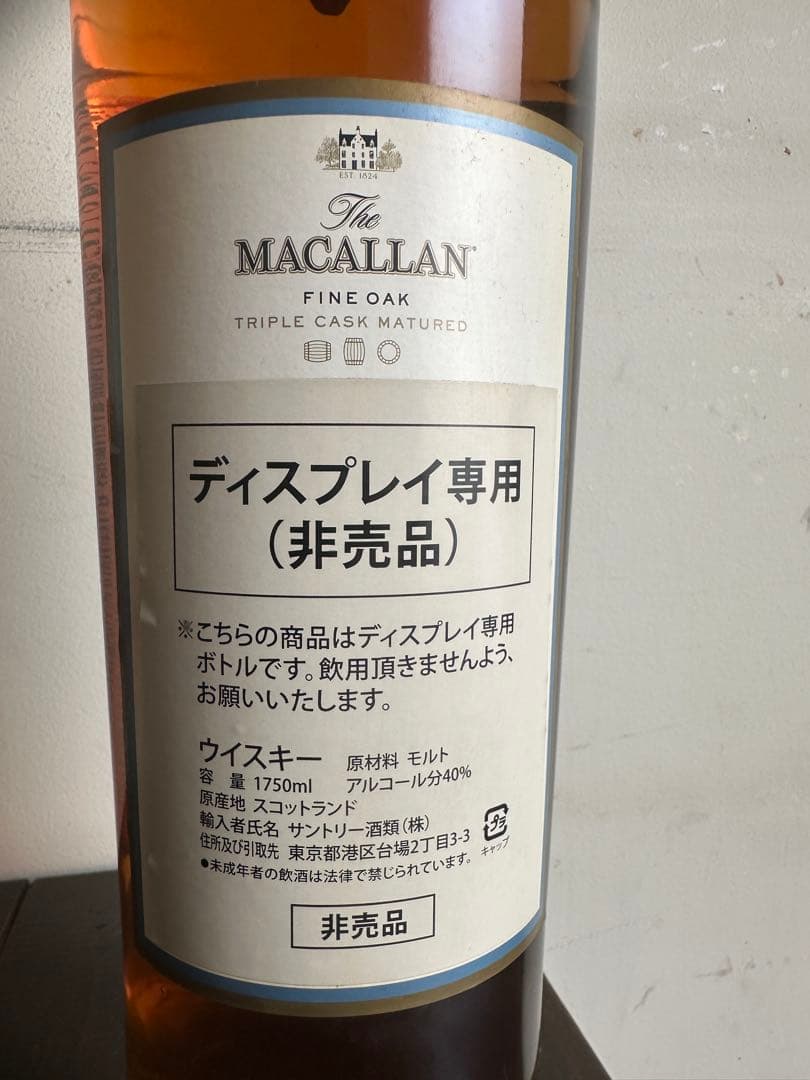 EST. 1824
The
MACALLAN
FINE OAK
TRIPLE CASK MATURED
ディスプレイ専用
(非売品)
※こちらの商品はディスプレイ専用
ボトルです。飲用頂きませんよう、
お願いいたします。
ウイスキー 原材料 モルト
容 量 1750ml アルコール分40%
原産地 スコットランド
輸入者氏名 サントリー酒類(株)
住所及び引取先 東京都港区台場2丁目3-3
プラ
キャップ
●未成年者の飲酒は法律で禁じられています。
非売品